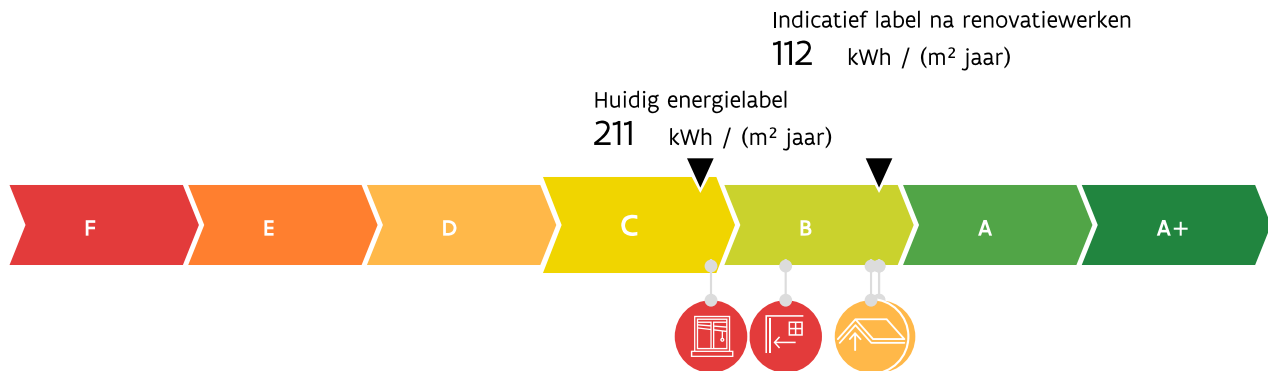 Indicatief label na renovatiewerken
112 kWh / (m² jaar)
Huidig energielabel
211 kWh / (m² jaar)
F E D C B A A+